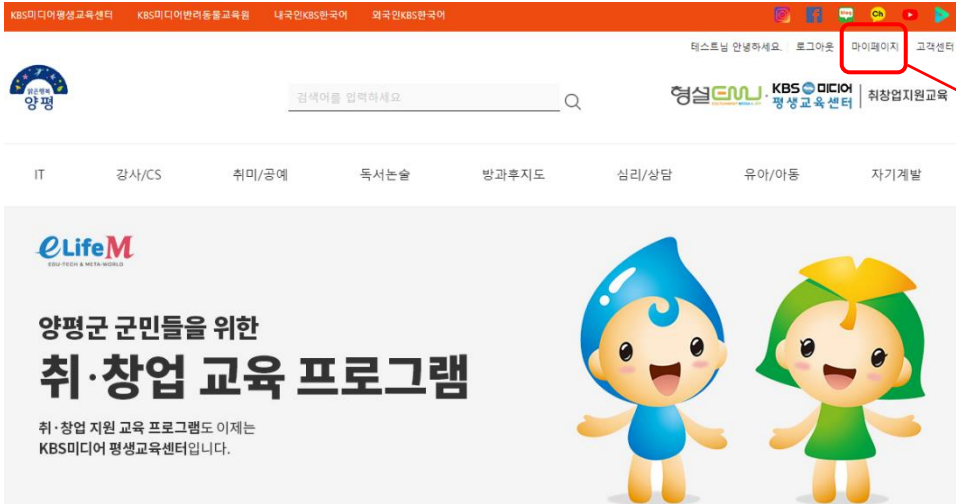 KBS미디어평생교육센터 KBS미디어반려동물교육원 내국인KBS한국어 외국인KBS한국어 blog Ch
테스트님 안녕하세요. 로그아웃 마이페이지 고객센터
맑은행복
양평
검색어를 입력하세요
형설EMJ · KBS 미디어 평생교육센터 취창업지원교육
IT 강사/CS 취미/공예 독서논술 방과후지도 심리/상담 유아/아동 자기계발
eLifeM
EDU-TECH & META-WORLD
양평군 군민들을 위한
취·창업 교육 프로그램
취·창업 지원 교육 프로그램도 이제는
KBS미디어 평생교육센터입니다.